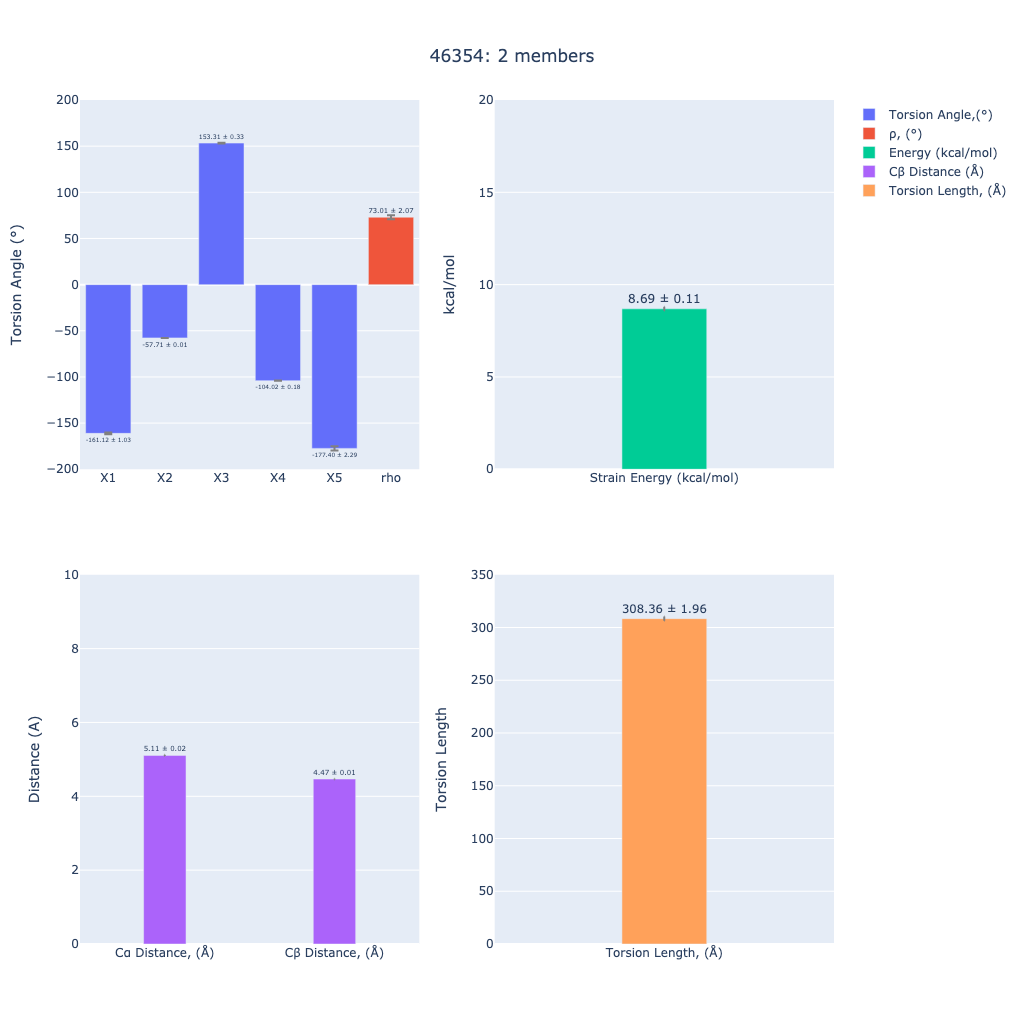 46354: 2 members
Torsion Angle (°)
200
150
100
50
0
−50
−100
−150
−200
153.31 ± 0.33
73.01 ± 2.07
-57.71 ± 0.01
-104.02 ± 0.18
-161.12 ± 1.03
-177.40 ± 2.29
X1 X2 X3 X4 X5 rho
kcal/mol
20
15
10
5
0
8.69 ± 0.11
Strain Energy (kcal/mol)
Torsion Angle,(°)
ρ, (°)
Energy (kcal/mol)
Cβ Distance (Å)
Torsion Length, (Å)
Distance (A)
10
8
6
4
2
0
5.11 ± 0.02
4.47 ± 0.01
Cα Distance, (Å) Cβ Distance, (Å)
Torsion Length
350
300
250
200
150
100
50
0
308.36 ± 1.96
Torsion Length, (Å)